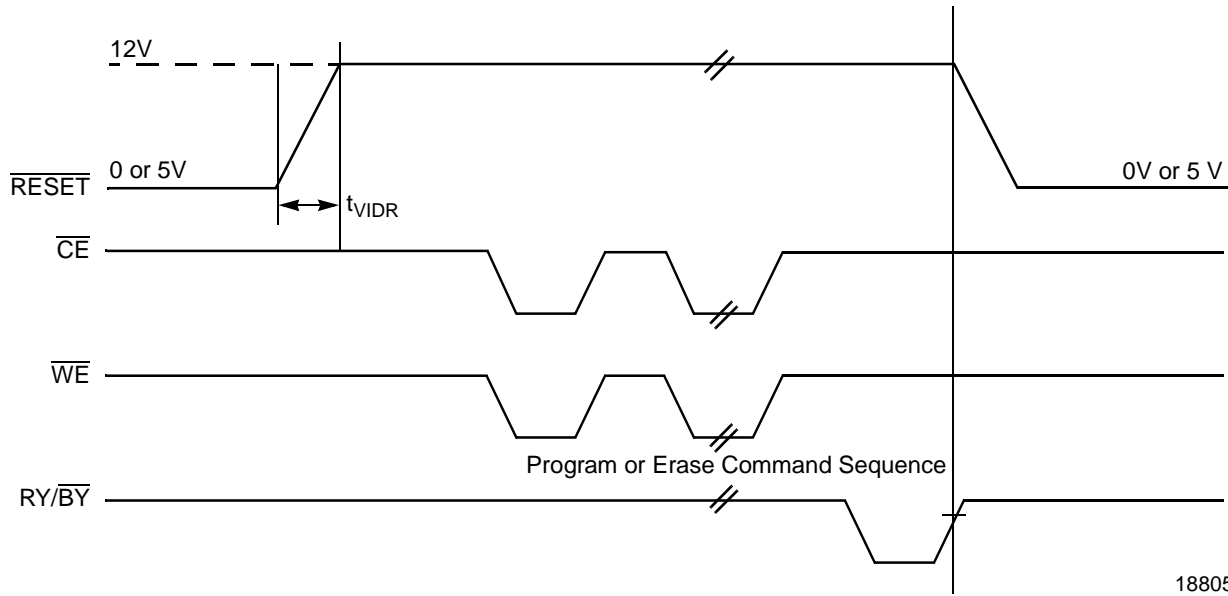 12V
0 or 5V
0V or 5 V
RESET
tVIDR
CE
WE
Program or Erase Command Sequence
RY/BY
18805